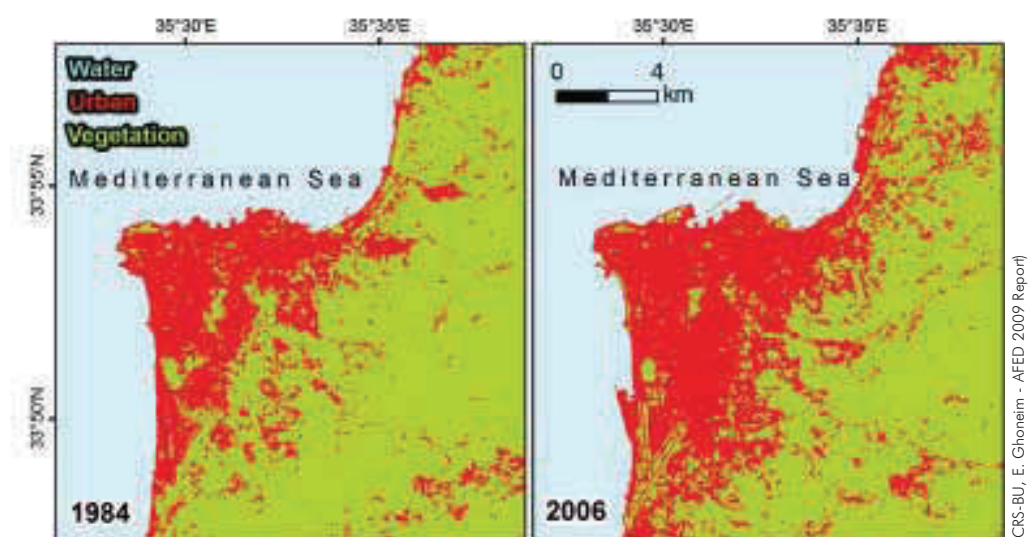 35°30'E 35°35'E 35°30'E 35°35'E
Water
Urban
Vegetation
0 4
km
33°55'N
Mediterranean Sea
Mediterranean Sea
33°50'N
1984
2006
CRS-BU, E. Ghoneim - AFED 2009 Report)